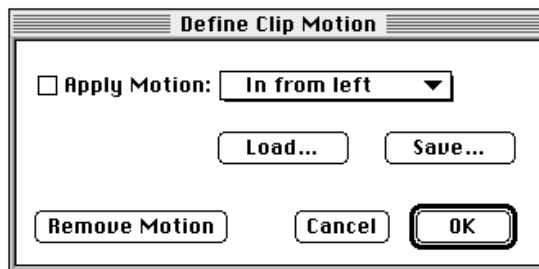 Define Clip Motion
Apply Motion: In from left
Load... Save...
Remove Motion Cancel OK